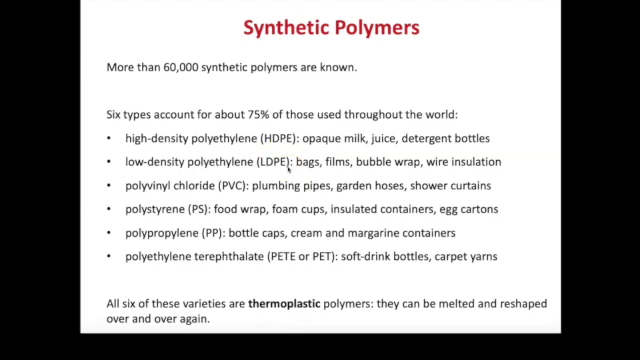 Synthetic Polymers
More than 60,000 synthetic polymers are known.
Six types account for about 75% of those used throughout the world:
• high-density polyethylene (HDPE): opaque milk, juice, detergent bottles
• low-density polyethylene (LDPE): bags, films, bubble wrap, wire insulation
• polyvinyl chloride (PVC): plumbing pipes, garden hoses, shower curtains
• polystyrene (PS): food wrap, foam cups, insulated containers, egg cartons
• polypropylene (PP): bottle caps, cream and margarine containers
• polyethylene terephthalate (PETE or PET): soft-drink bottles, carpet yarns
All six of these varieties are thermoplastic polymers: they can be melted and reshaped
over and over again.